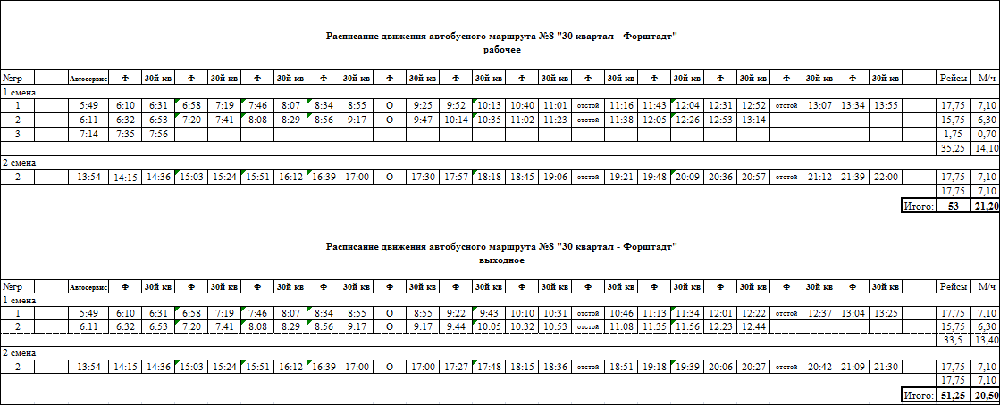 Расписание движения автобусного маршрута №8 "30 квартал - Форштадт"
рабочее
№гр Автосервис Ф 30й кв Ф 30й кв Ф 30й кв Ф 30й кв Ф 30й кв Ф 30й кв Ф 30й кв Ф 30й кв Ф 30й кв Ф 30й кв Ф 30й кв Ф 30й кв Рейсы М/ч
1 смена
1 5:49 6:10 6:31 6:58 7:19 7:46 8:07 8:34 8:55 О 9:25 9:52 10:13 10:40 11:01 отстой 11:16 11:43 12:04 12:31 12:52 отстой 13:07 13:34 13:55 17,75 7,10
2 6:11 6:32 6:53 7:20 7:41 8:08 8:29 8:56 9:17 О 9:47 10:14 10:35 11:02 11:23 отстой 11:38 12:05 12:26 12:53 13:14 15,75 6,30
3 7:14 7:35 7:56 1,75 0,70
35,25 14,10
2 смена
2 13:54 14:15 14:36 15:03 15:24 15:51 16:12 16:39 17:00 О 17:30 17:57 18:18 18:45 19:06 отстой 19:21 19:48 20:09 20:36 20:57 отстой 21:12 21:39 22:00 17,75 7,10
17,75 7,10
Итого: 53 21,20
Расписание движения автобусного маршрута №8 "30 квартал - Форштадт"
выходное
№гр Автосервис Ф 30й кв Ф 30й кв Ф 30й кв Ф 30й кв Ф 30й кв Ф 30й кв Ф 30й кв Ф 30й кв Ф 30й кв Ф 30й кв Ф 30й кв Ф 30й кв Рейсы М/ч
1 смена
1 5:49 6:10 6:31 6:58 7:19 7:46 8:07 8:34 8:55 О 8:55 9:22 9:43 10:10 10:31 отстой 10:46 11:13 11:34 12:01 12:22 отстой 12:37 13:04 13:25 17,75 7,10
2 6:11 6:32 6:53 7:20 7:41 8:08 8:29 8:56 9:17 О 9:17 9:44 10:05 10:32 10:53 отстой 11:08 11:35 11:56 12:23 12:44 15,75 6,30
33,5 13,40
2 смена
2 13:54 14:15 14:36 15:03 15:24 15:51 16:12 16:39 17:00 О 17:00 17:27 17:48 18:15 18:36 отстой 18:51 19:18 19:39 20:06 20:27 отстой 20:42 21:09 21:30 17,75 7,10
17,75 7,10
Итого: 51,25 20,50